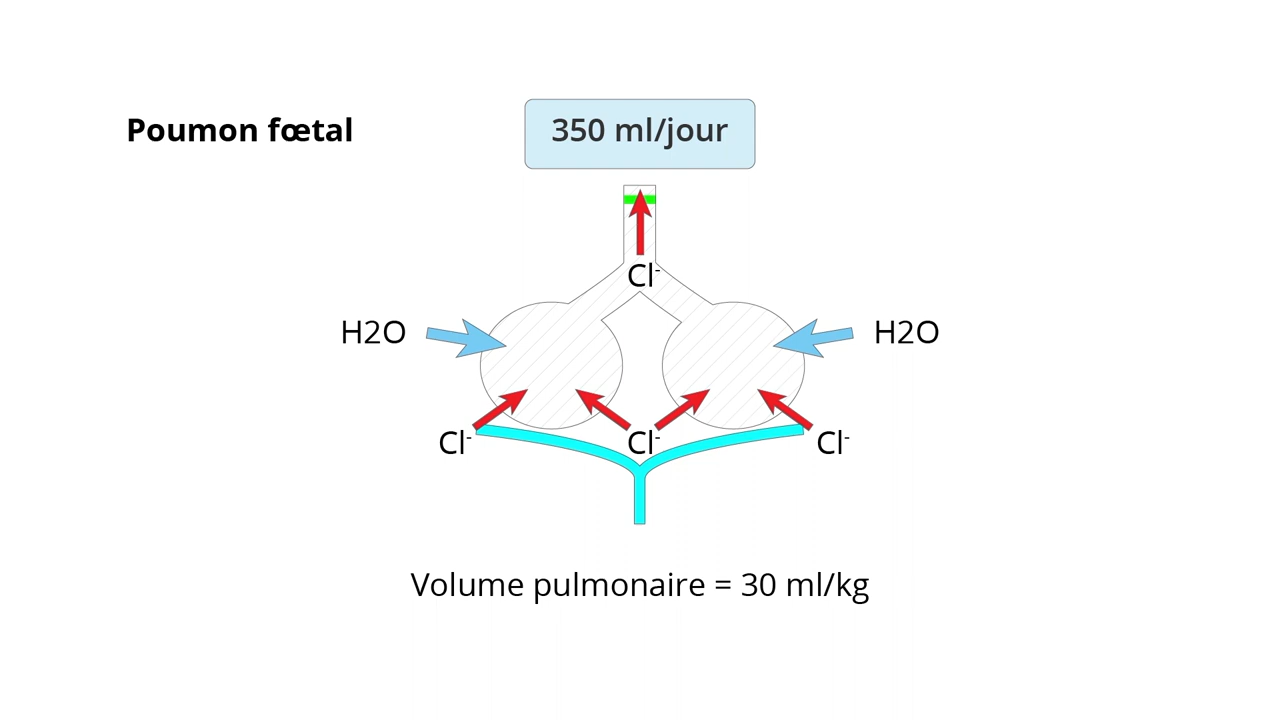 Poumon fœtal
350 ml/jour
Cl⁻
H2O
H2O
Cl⁻
Cl⁻
Cl⁻
Volume pulmonaire = 30 ml/kg